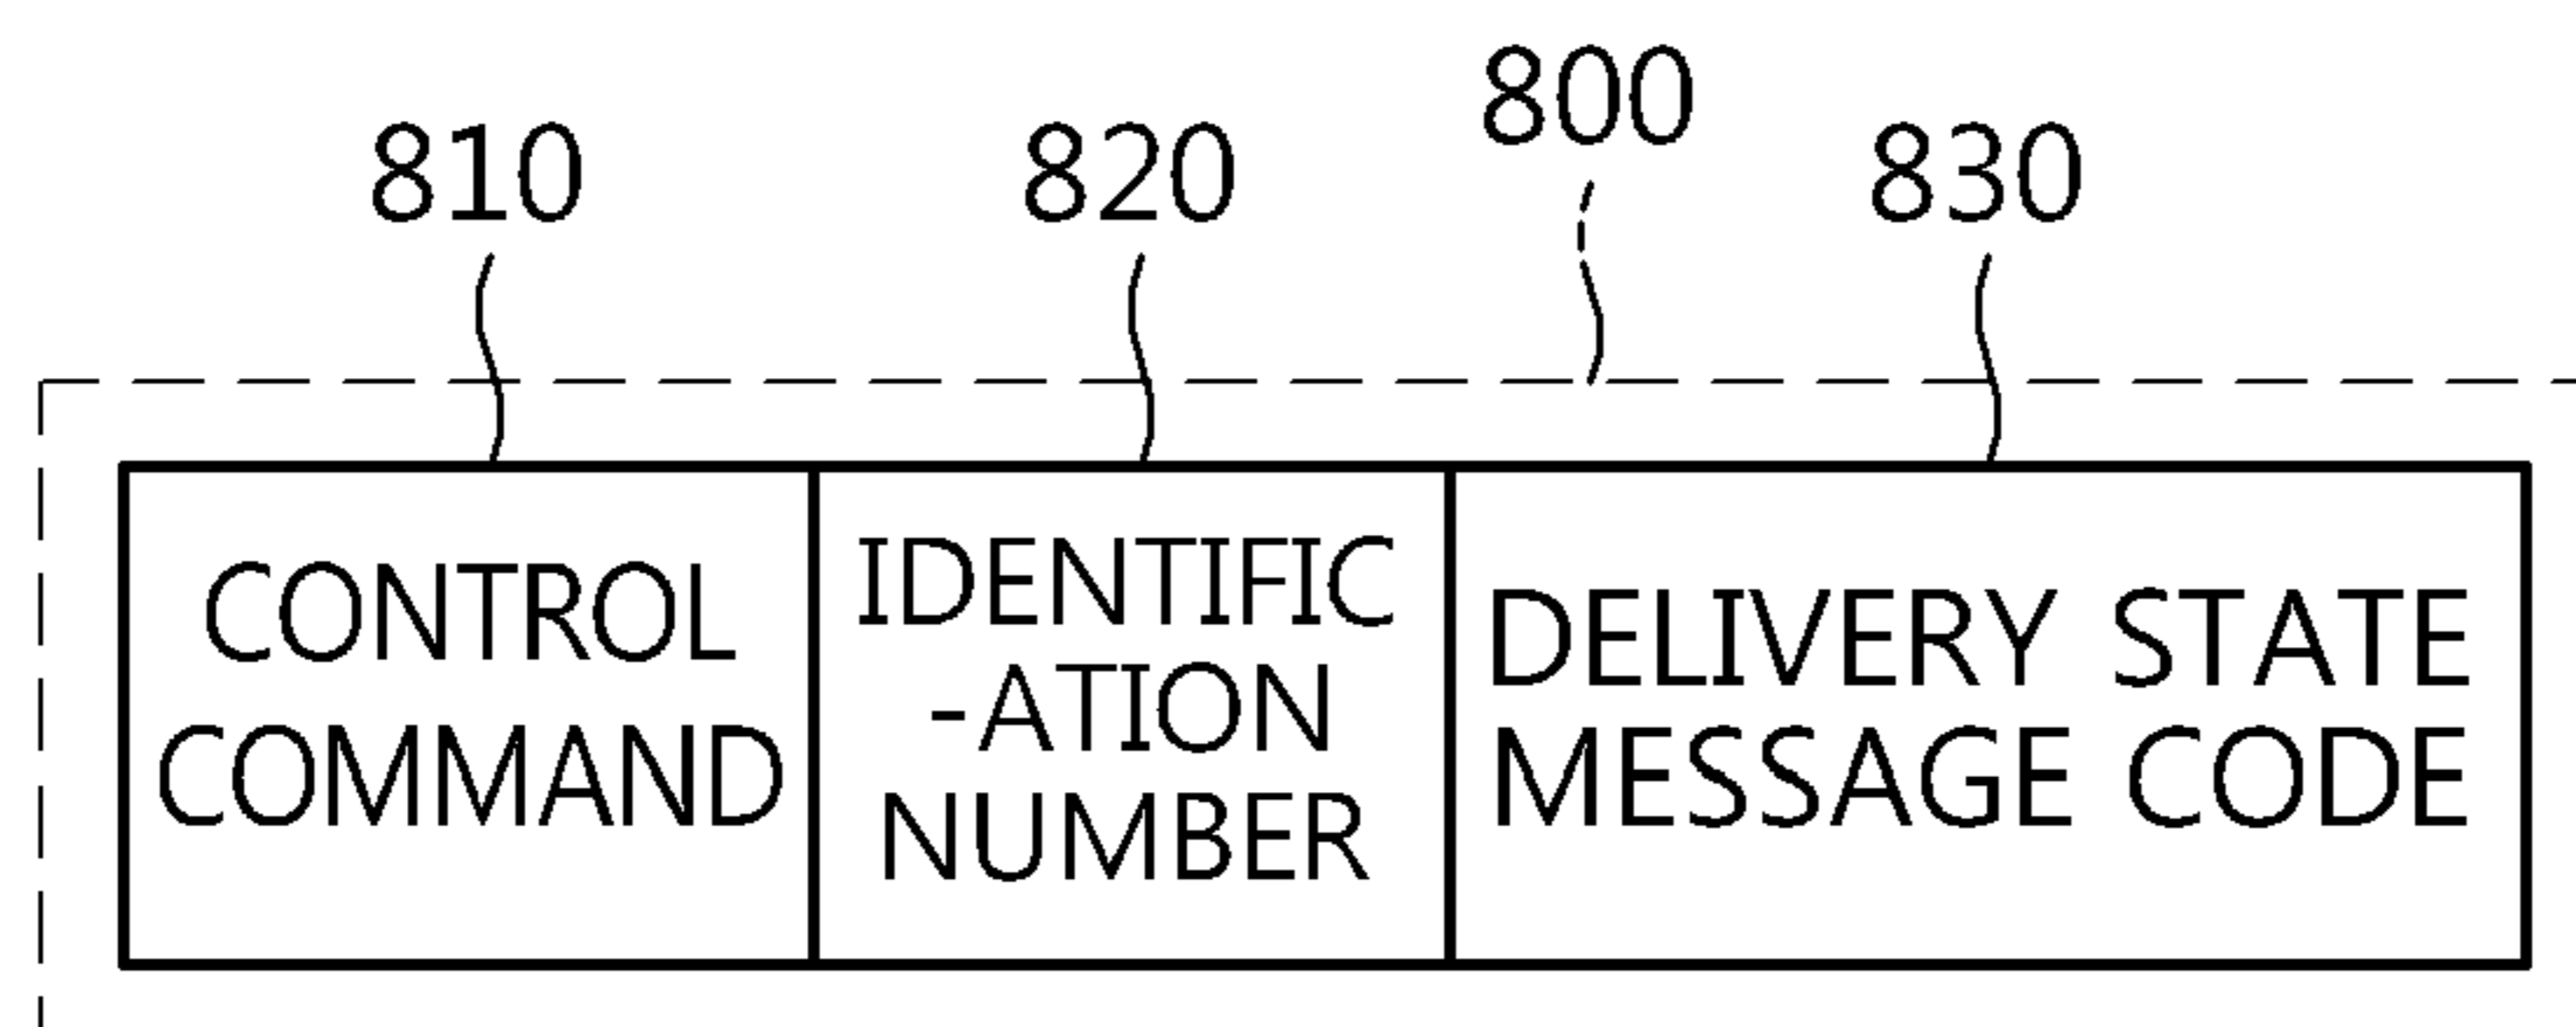 800
810
820
830
CONTROL
COMMAND
IDENTIFIC
-ATION
NUMBER
DELIVERY STATE
MESSAGE CODE